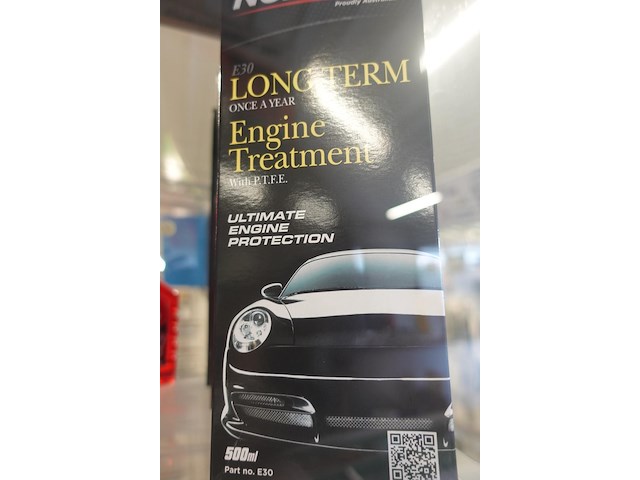 Proudly Australian
E30
LONG TERM
ONCE A YEAR
Engine
Treatment
With P.T.F.E.
ULTIMATE
ENGINE
PROTECTION
500ml
Part no. E30